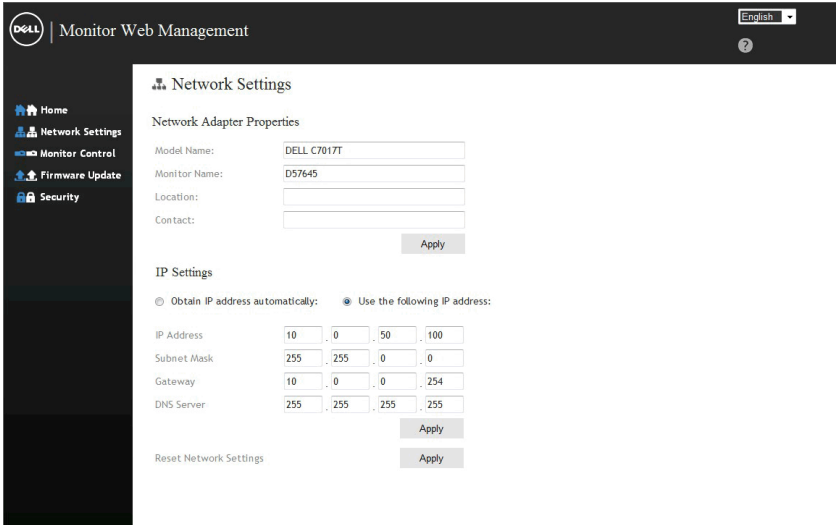 DELL | Monitor Web Management
English
?
Home
Network Settings
Monitor Control
Firmware Update
Security
Network Settings
Network Adapter Properties
Model Name: DELL C7017T
Monitor Name: D57645
Location:
Contact:
Apply
IP Settings
Obtain IP address automatically: Use the following IP address:
IP Address 10 . 0 . 50 . 100
Subnet Mask 255 . 255 . 0 . 0
Gateway 10 . 0 . 0 . 254
DNS Server 255 . 255 . 255 . 255
Apply
Reset Network Settings Apply